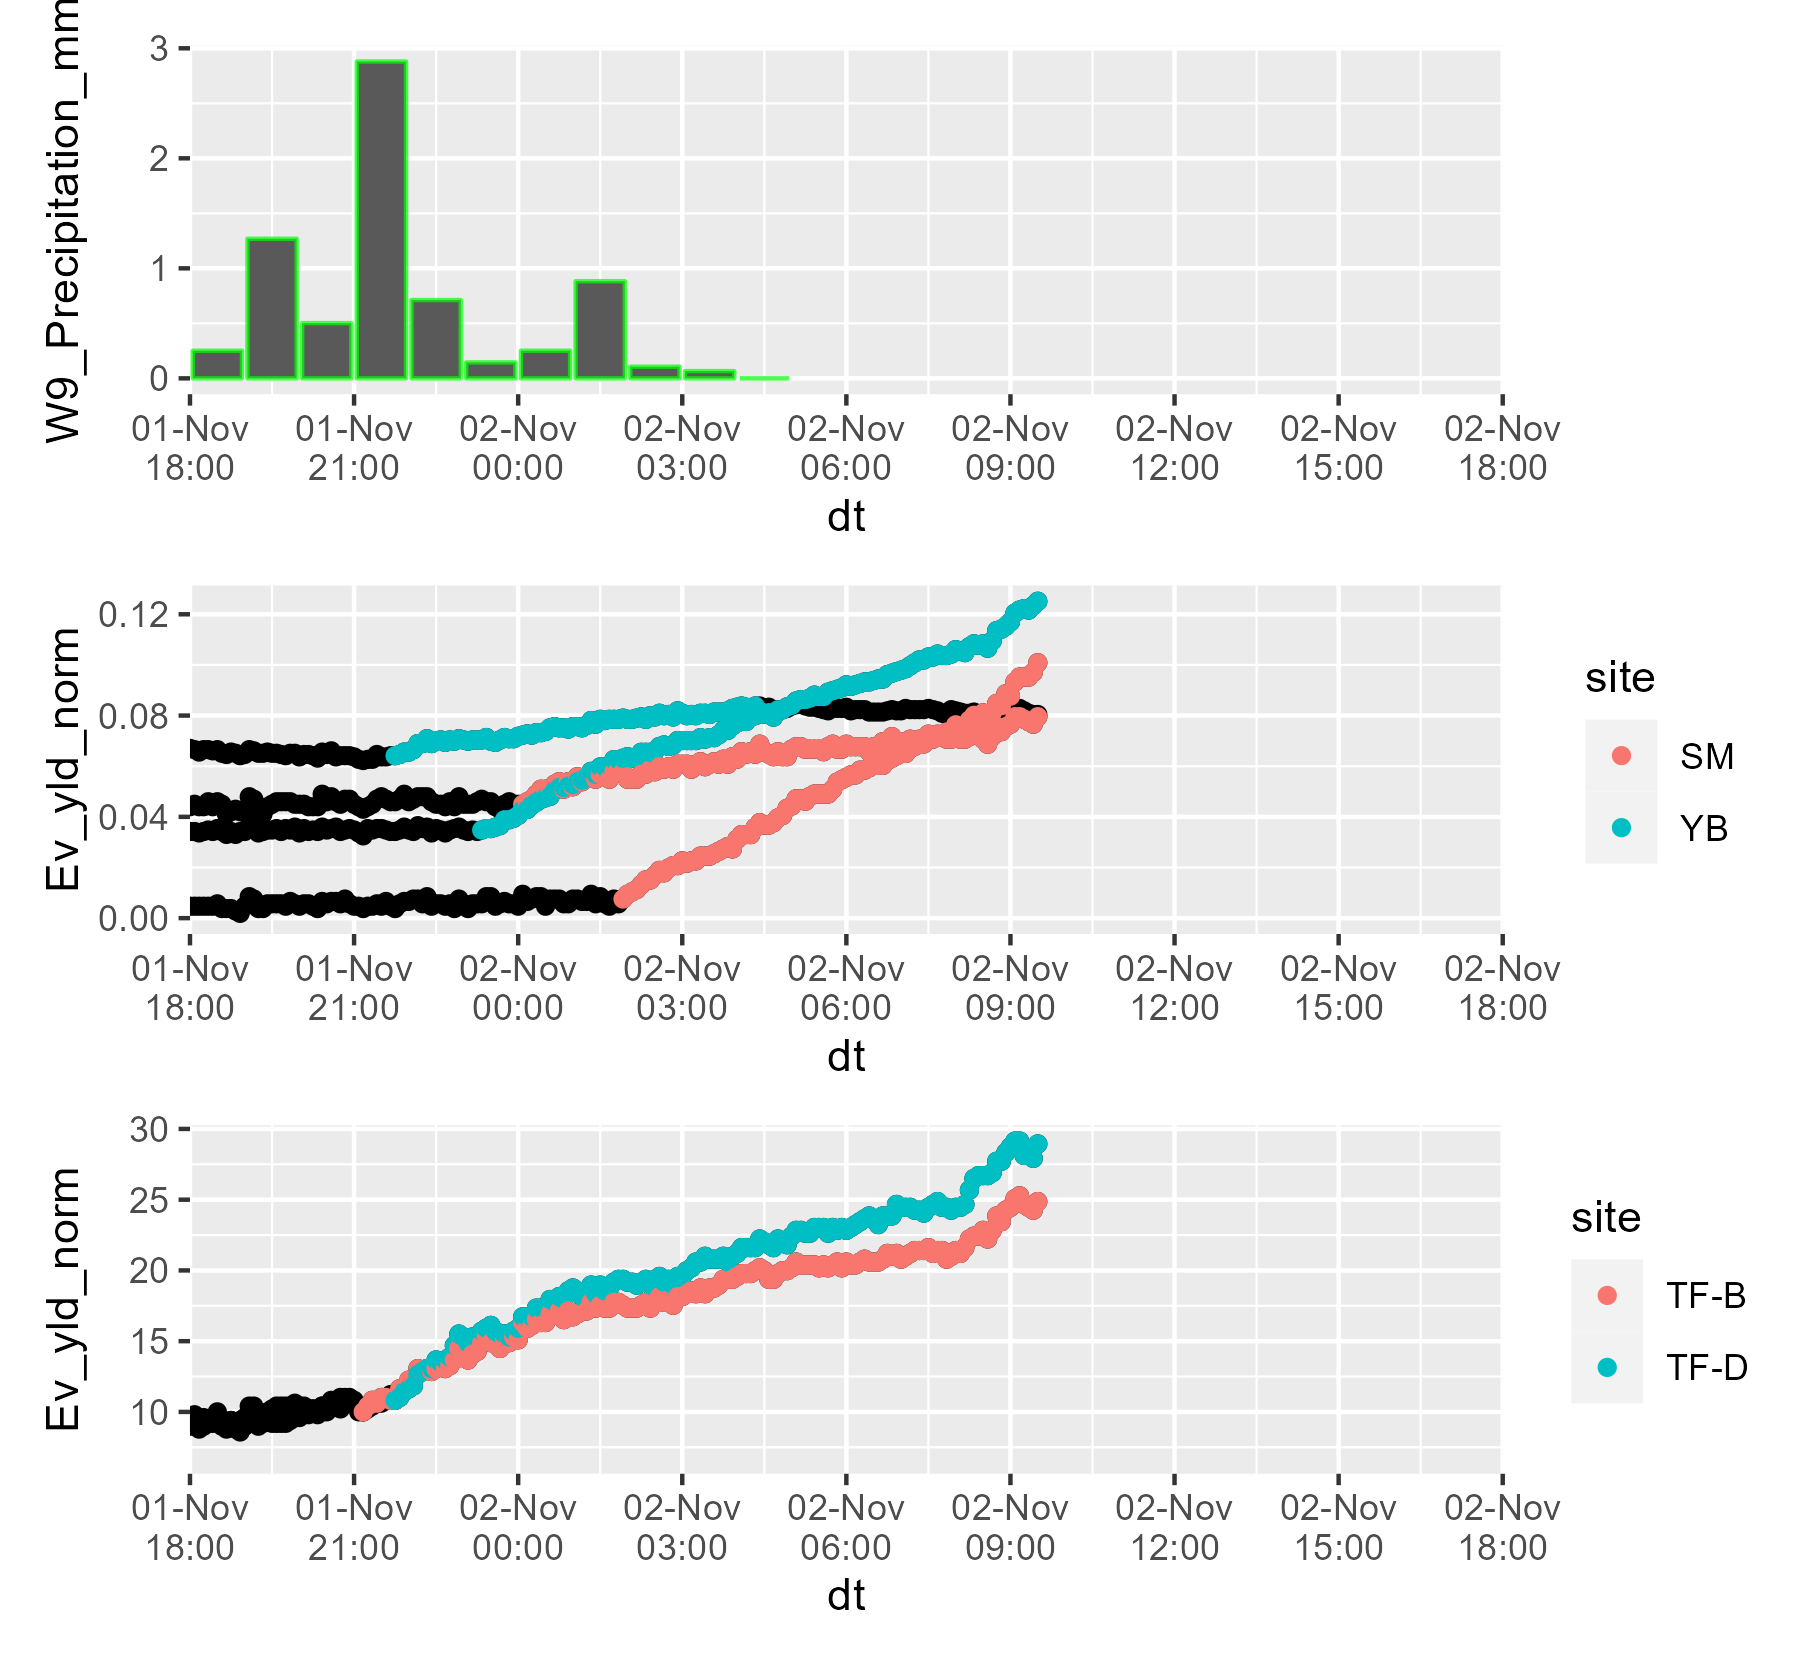 W9_Precipitation_mm
3
2
1
0
01-Nov 01-Nov 02-Nov 02-Nov 02-Nov 02-Nov 02-Nov 02-Nov 02-Nov
18:00 21:00 00:00 03:00 06:00 09:00 12:00 15:00 18:00
dt
Ev_yld_norm
0.12
0.08
0.04
0.00
01-Nov 01-Nov 02-Nov 02-Nov 02-Nov 02-Nov 02-Nov 02-Nov 02-Nov
18:00 21:00 00:00 03:00 06:00 09:00 12:00 15:00 18:00
dt
site
SM
YB
Ev_yld_norm
30
25
20
15
10
01-Nov 01-Nov 02-Nov 02-Nov 02-Nov 02-Nov 02-Nov 02-Nov 02-Nov
18:00 21:00 00:00 03:00 06:00 09:00 12:00 15:00 18:00
dt
site
TF-B
TF-D